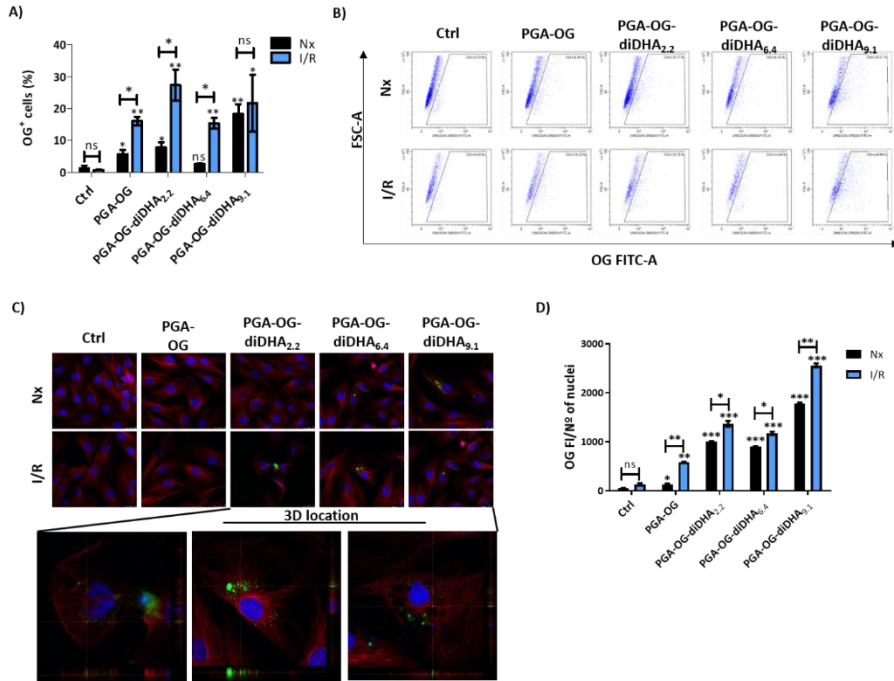 A)
OG⁺ cells (%)
40
30
20
10
0
Nx
I/R
ns
*
*
*
ns
*
**
*
**
ns
**
**
*
Ctrl
PGA-OG
PGA-OG-diDHA2.2
PGA-OG-diDHA6.4
PGA-OG-diDHA9.1
B)
Ctrl
PGA-OG
PGA-OG-
diDHA2.2
PGA-OG-
diDHA6.4
PGA-OG-
diDHA9.1
FSC-A
Nx
I/R
OG FITC-A
C)
Ctrl
PGA-
OG
PGA-OG-
diDHA2.2
PGA-OG-
diDHA6.4
PGA-OG-
diDHA9.1
Nx
I/R
3D location
D)
OG FI/Nº of nuclei
3000
2000
1000
0
Nx
I/R
ns
**
*
*
**
*
**
***
***
***
***
***
***
Ctrl
PGA-OG
PGA-OG-diDHA2.2
PGA-OG-diDHA6.4
PGA-OG-diDHA9.1